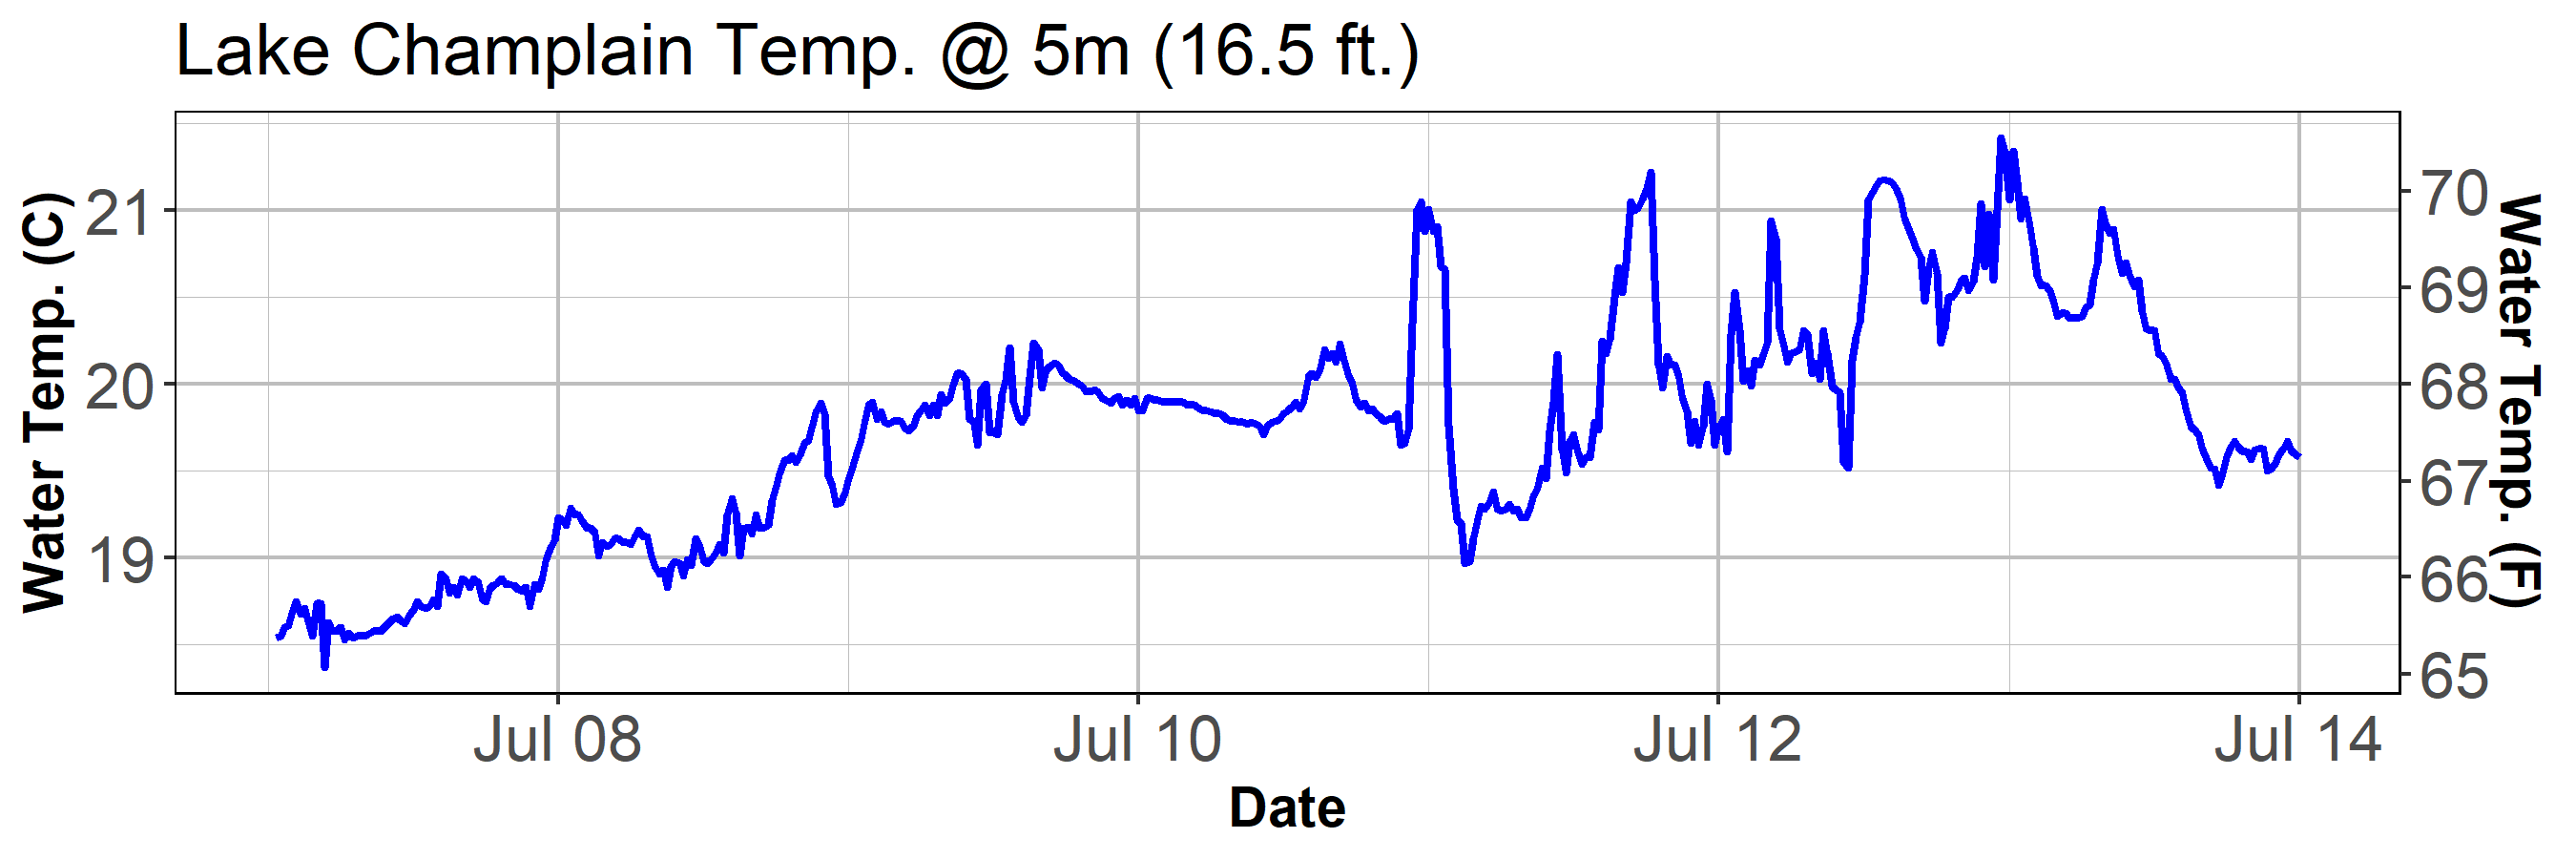 Lake Champlain Temp. @ 5m (16.5 ft.)
Water Temp. (C)
21
20
19
70
69
68
67
66
65
Water Temp. (F)
Jul 08
Jul 10
Jul 12
Jul 14
Date